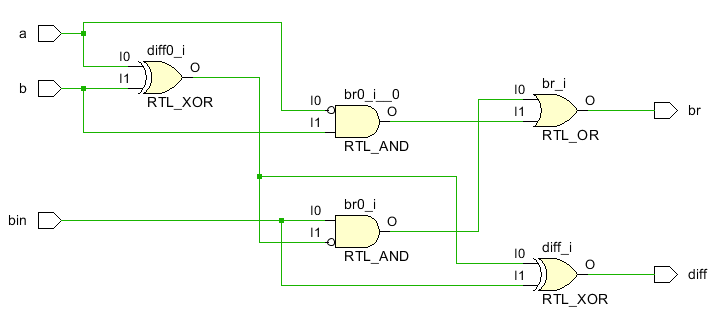 a
b
bin
diff0_i
I0
I1
O
RTL_XOR
br0_i__0
I0
I1
O
RTL_AND
br0_i
I0
I1
O
RTL_AND
br_i
I0
I1
O
RTL_OR
br
diff_i
I0
I1
O
RTL_XOR
diff